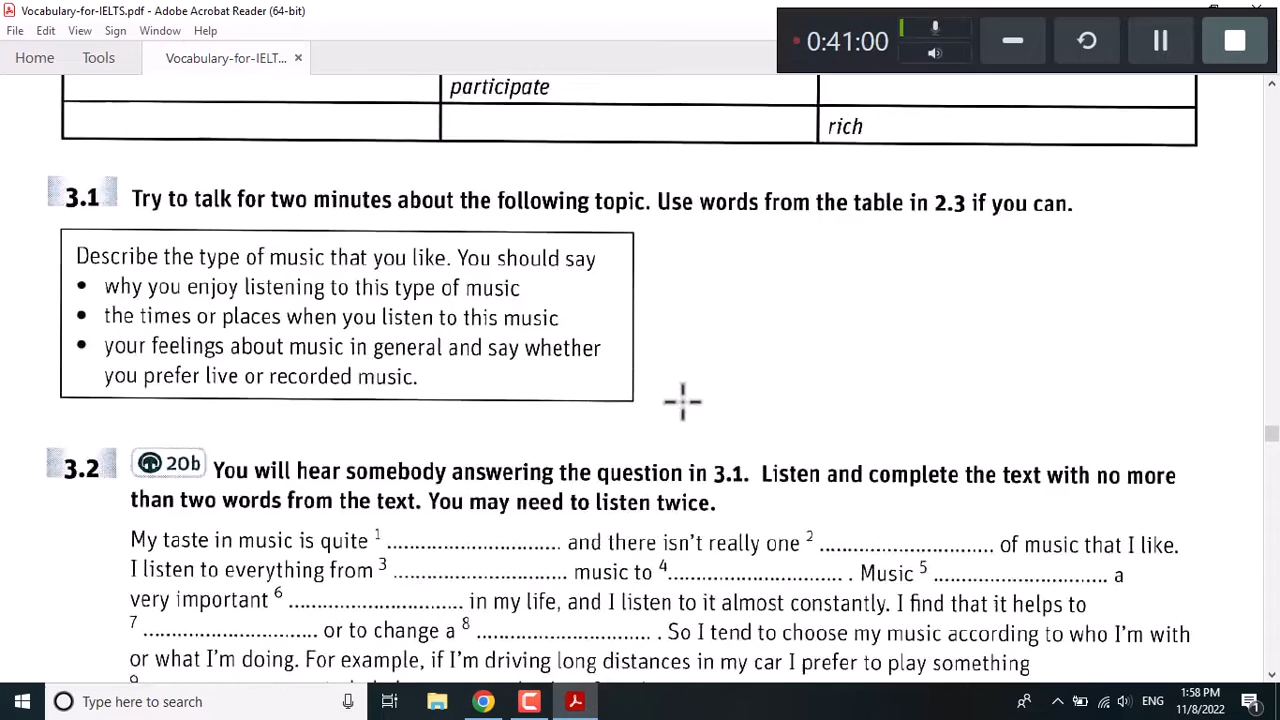 Vocabulary-for-IELTS.pdf - Adobe Acrobat Reader (64-bit)
File Edit View Sign Window Help
0:41:00
Home Tools Vocabulary-for-IELT... ×
participate
rich
3.1 Try to talk for two minutes about the following topic. Use words from the table in 2.3 if you can.
Describe the type of music that you like. You should say
• why you enjoy listening to this type of music
• the times or places when you listen to this music
• your feelings about music in general and say whether
you prefer live or recorded music.
3.2 20b You will hear somebody answering the question in 3.1. Listen and complete the text with no more
than two words from the text. You may need to listen twice.
My taste in music is quite 1 .............................. and there isn't really one 2 .............................. of music that I like.
I listen to everything from 3 .............................. music to 4 .............................. . Music 5 .............................. a
very important 6 .............................. in my life, and I listen to it almost constantly. I find that it helps to
7 .............................. or to change a 8 .............................. . So I tend to choose my music according to who I'm with
or what I'm doing. For example, if I'm driving long distances in my car I prefer to play something
Type here to search
ENG
1:58 PM
11/8/2022
1